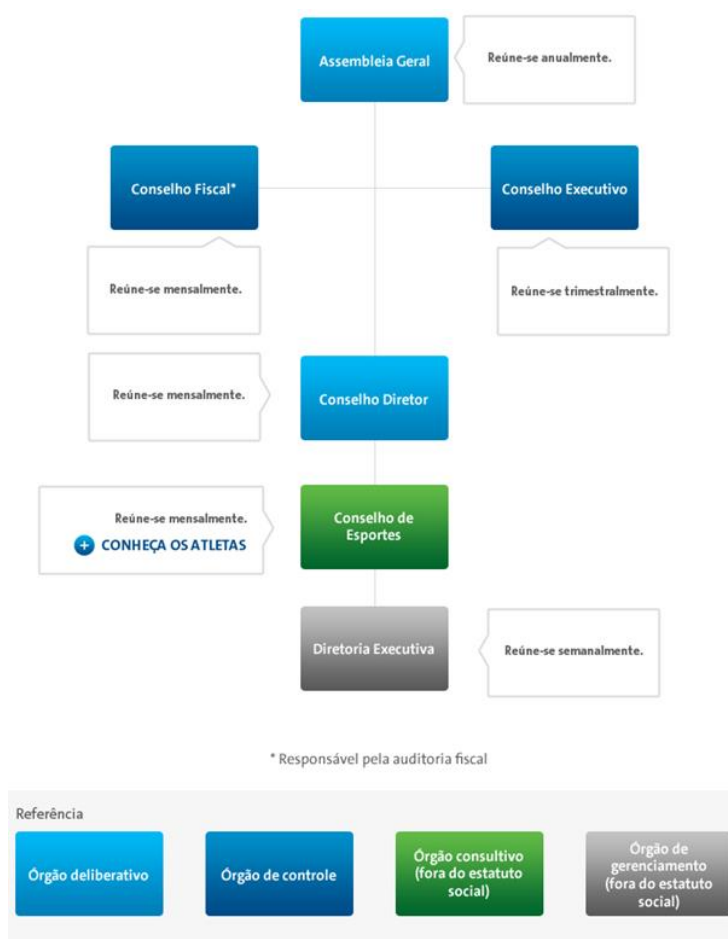 Assembleia Geral
Reúne-se anualmente.
Conselho Fiscal*
Conselho Executivo
Reúne-se mensalmente.
Reúne-se trimestralmente.
Reúne-se mensalmente.
Conselho Diretor
Reúne-se mensalmente.
+ CONHEÇA OS ATLETAS
Conselho de
Esportes
Diretoria Executiva
Reúne-se semanalmente.
* Responsável pela auditoria fiscal
Referência
Órgão deliberativo
Órgão de controle
Órgão consultivo
(fora do estatuto
social)
Órgão de
gerenciamento
(fora do estatuto
social)